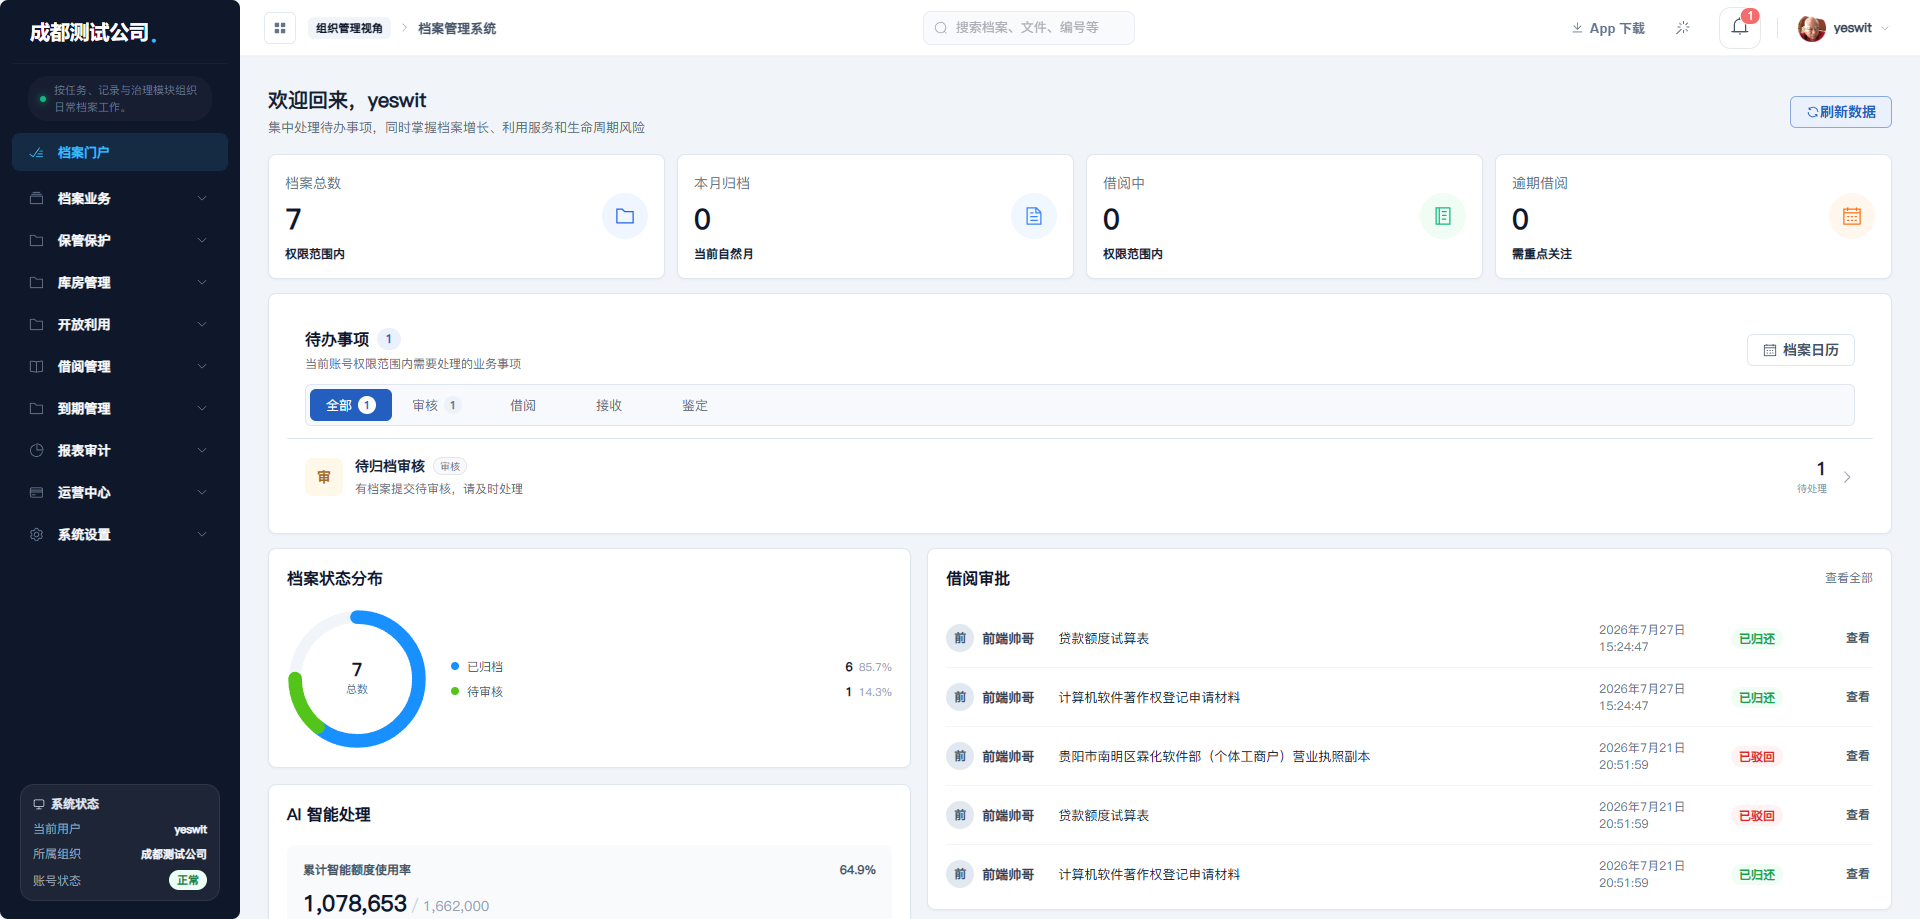 成都测试公司.
按任务、记录与治理模块组织
日常档案工作。
档案门户
档案业务
保管保护
库房管理
开放利用
借阅管理
到期管理
报表审计
运营中心
系统设置
系统状态
当前用户 yeswit
所属组织 成都测试公司
账号状态 正常
组织管理视角 档案管理系统
搜索档案、文件、编号等
App 下载
1
yeswit
欢迎回来，yeswit
集中处理待办事项，同时掌握档案增长、利用服务和生命周期风险
刷新数据
档案总数
7
权限范围内
本月归档
0
当前自然月
借阅中
0
权限范围内
逾期借阅
0
需重点关注
待办事项 1
当前账号权限范围内需要处理的业务事项
档案日历
全部 1 审核 1 借阅 接收 鉴定
审
待归档审核 审核
有档案提交待审核，请及时处理
1
待处理
档案状态分布
7
总数
已归档 6 85.7%
待审核 1 14.3%
AI 智能处理
累计智能额度使用率 64.9%
1,078,653 / 1,662,000
借阅审批 查看全部
前 前端帅哥 贷款额度试算表 2026年7月27日 15:24:47 已归还 查看
前 前端帅哥 计算机软件著作权登记申请材料 2026年7月27日 15:24:47 已归还 查看
前 前端帅哥 贵阳市南明区霖化软件部（个体工商户）营业执照副本 2026年7月21日 20:51:59 已驳回 查看
前 前端帅哥 贷款额度试算表 2026年7月21日 20:51:59 已驳回 查看
前 前端帅哥 计算机软件著作权登记申请材料 2026年7月21日 20:51:59 已归还 查看